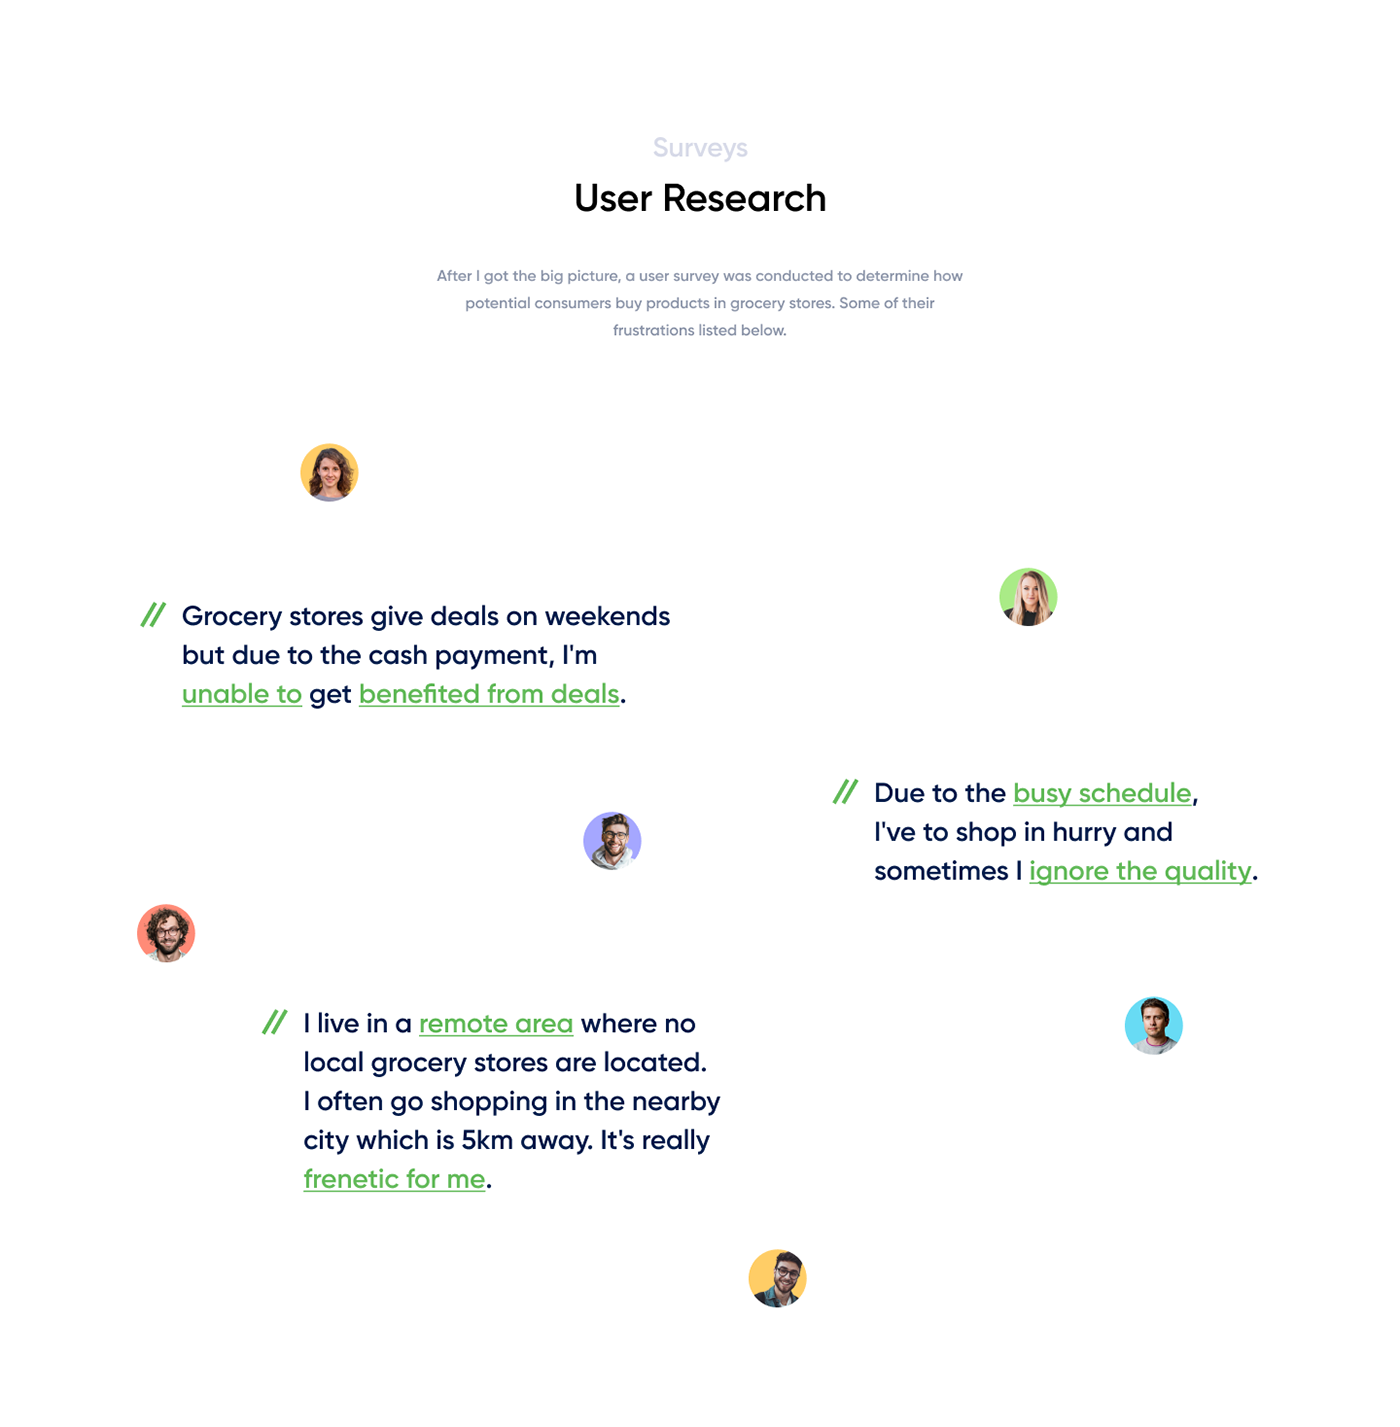 Surveys
User Research
After I got the big picture, a user survey was conducted to determine how
potential consumers buy products in grocery stores. Some of their
frustrations listed below.
// Grocery stores give deals on weekends
but due to the cash payment, I'm
unable to get benefited from deals.
// Due to the busy schedule,
I've to shop in hurry and
sometimes I ignore the quality.
// I live in a remote area where no
local grocery stores are located.
I often go shopping in the nearby
city which is 5km away. It's really
frenetic for me.